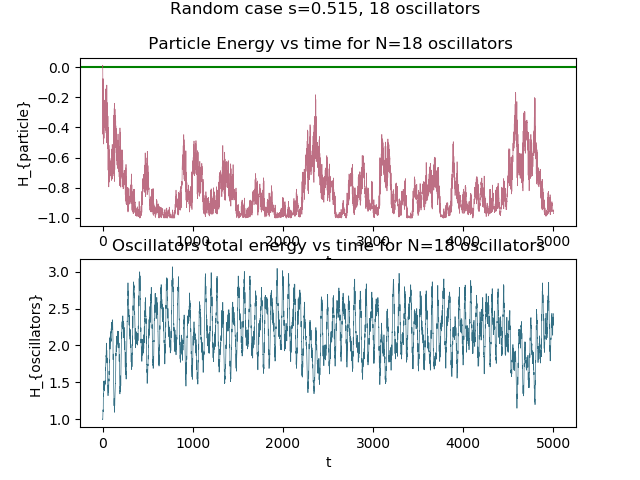 Random case s=0.515, 18 oscillators
Particle Energy vs time for N=18 oscillators
H_{particle}
0.0
−0.2
−0.4
−0.6
−0.8
−1.0
0 1000 2000 3000 4000 5000
t
Oscillators total energy vs time for N=18 oscillators
H_{oscillators}
3.0
2.5
2.0
1.5
1.0
0 1000 2000 3000 4000 5000
t